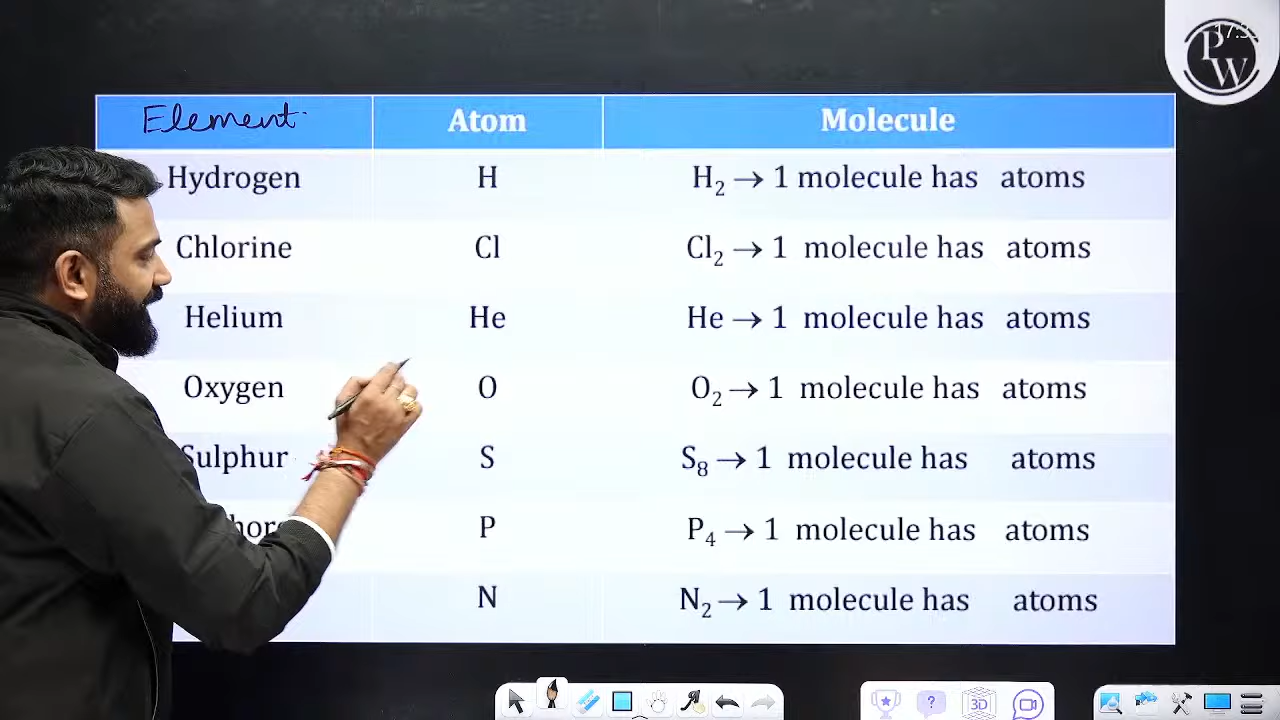 PW
Element Atom Molecule
Hydrogen H H₂ → 1 molecule has atoms
Chlorine Cl Cl₂ → 1 molecule has atoms
Helium He He → 1 molecule has atoms
Oxygen O O₂ → 1 molecule has atoms
Sulphur S S₈ → 1 molecule has atoms
P P₄ → 1 molecule has atoms
N N₂ → 1 molecule has atoms
3D